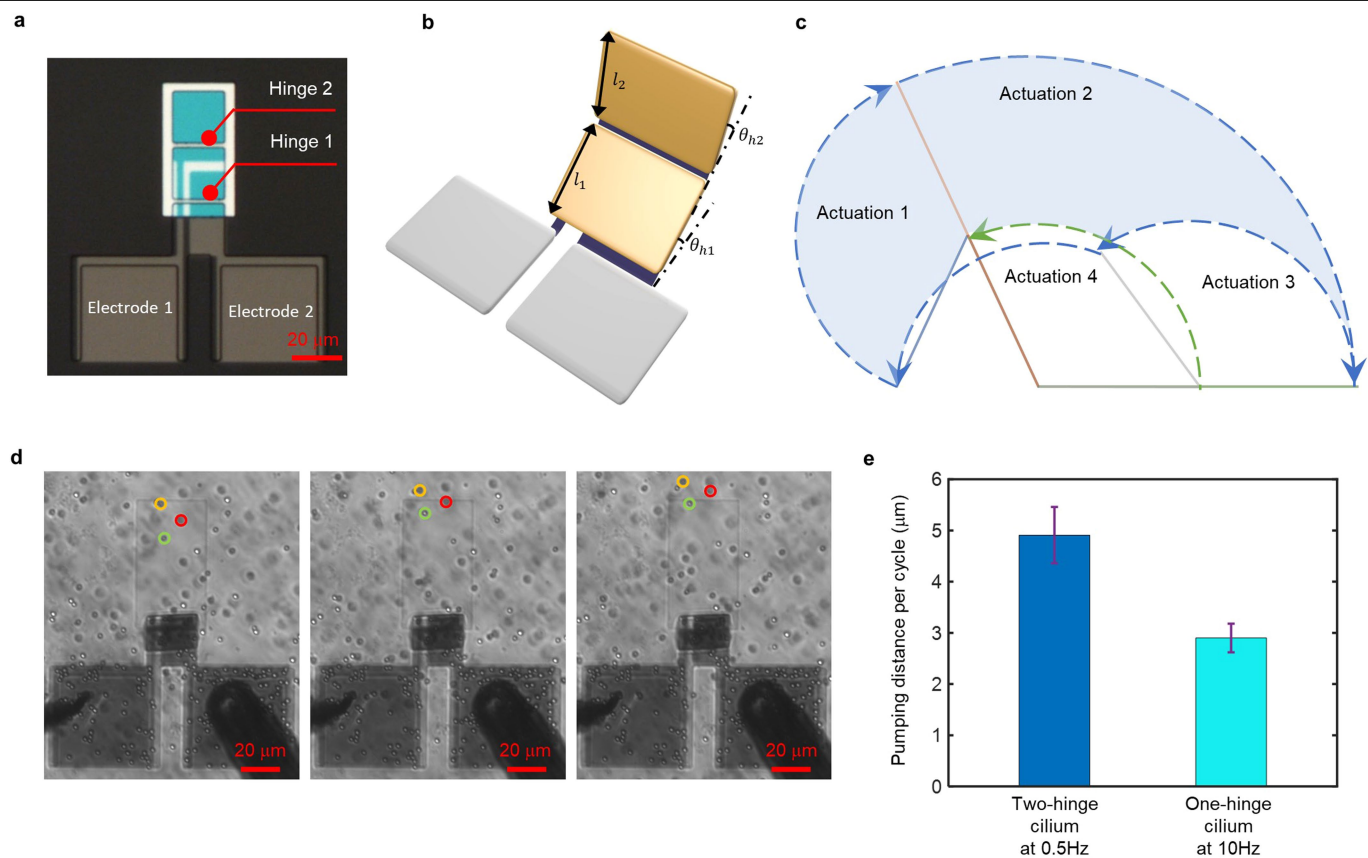 a
Hinge 2
Hinge 1
Electrode 1
Electrode 2
20 μm
b
l₂
θₕ₂
l₁
θₕ₁
c
Actuation 2
Actuation 1
Actuation 4
Actuation 3
d
20 μm
20 μm
20 μm
e
Pumping distance per cycle (μm)
6
5
4
3
2
1
0
Two-hinge
cilium
at 0.5Hz
One-hinge
cilium
at 10Hz